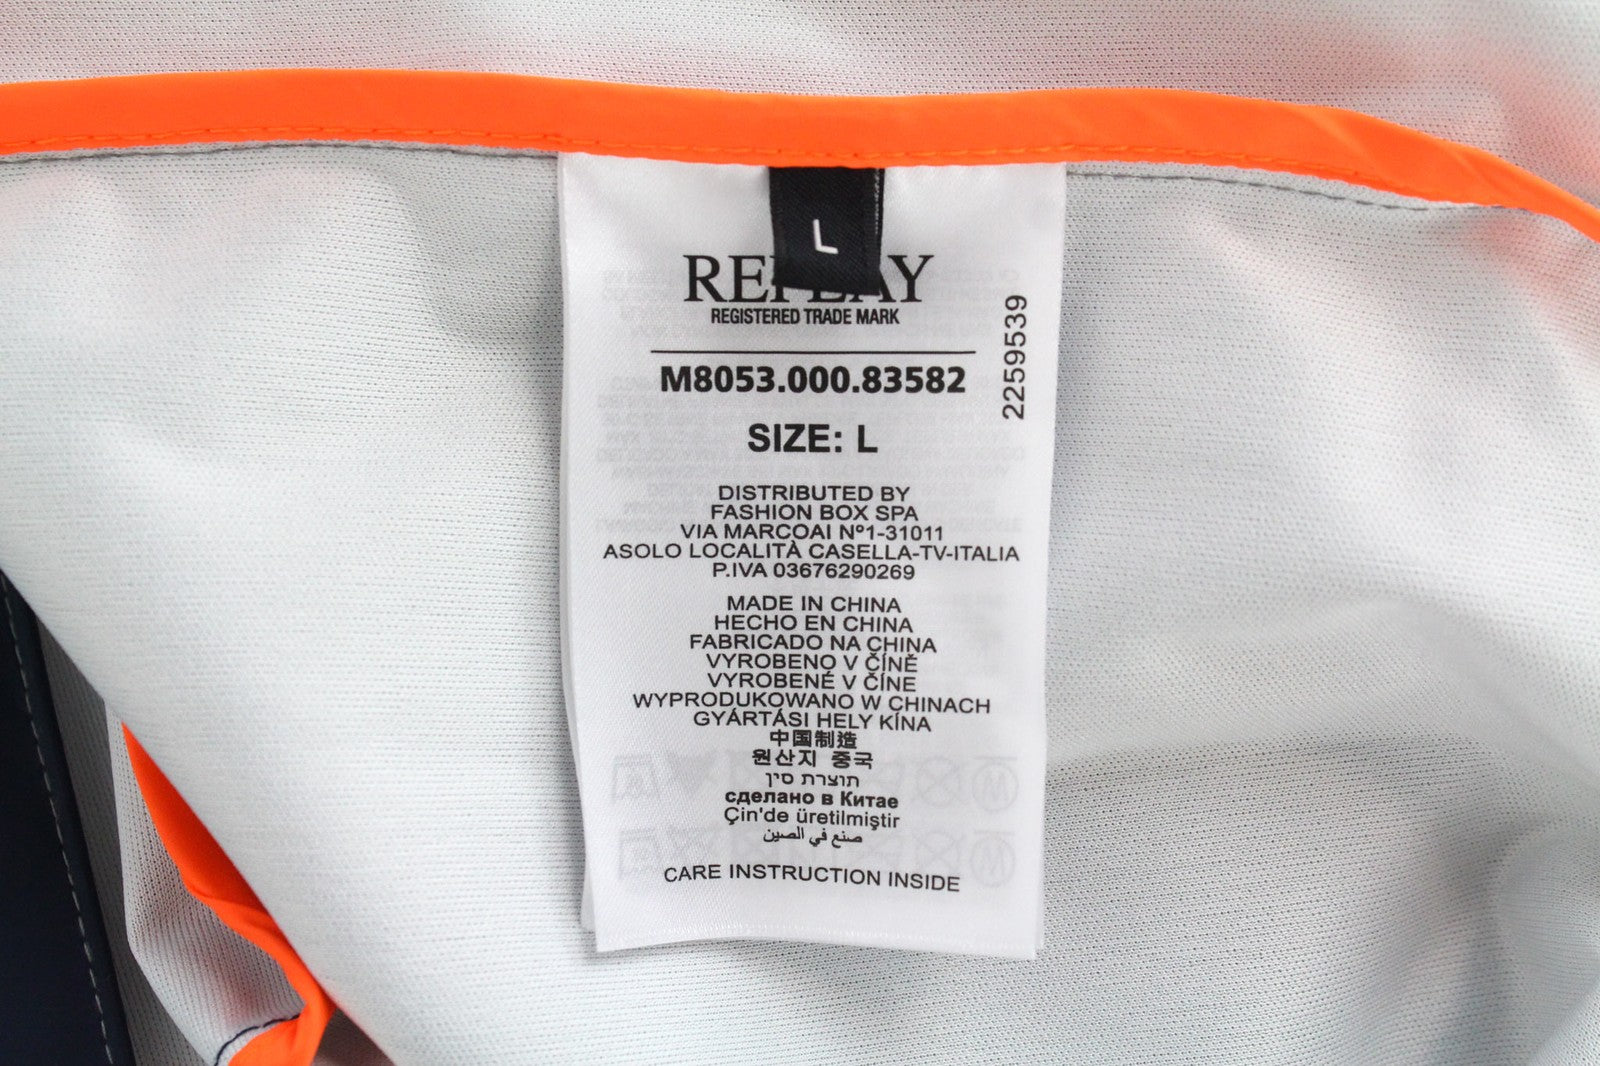 L
REPLAY
REGISTERED TRADE MARK
2259539
M8053.000.83582
SIZE: L
DISTRIBUTED BY
FASHION BOX SPA
VIA MARCOAI Nº1-31011
ASOLO LOCALITÀ CASELLA-TV-ITALIA
P.IVA 03676290269
MADE IN CHINA
HECHO EN CHINA
FABRICADO NA CHINA
VYROBENO V ČÍNĚ
VYROBENÉ V ČÍNE
WYPRODUKOWANO W CHINACH
GYÁRTÁSI HELY KÍNA
中国制造
원산지 중국
תוצרת סין
сделано в Китае
Çin'de üretilmiştir
صنع في الصين
CARE INSTRUCTION INSIDE